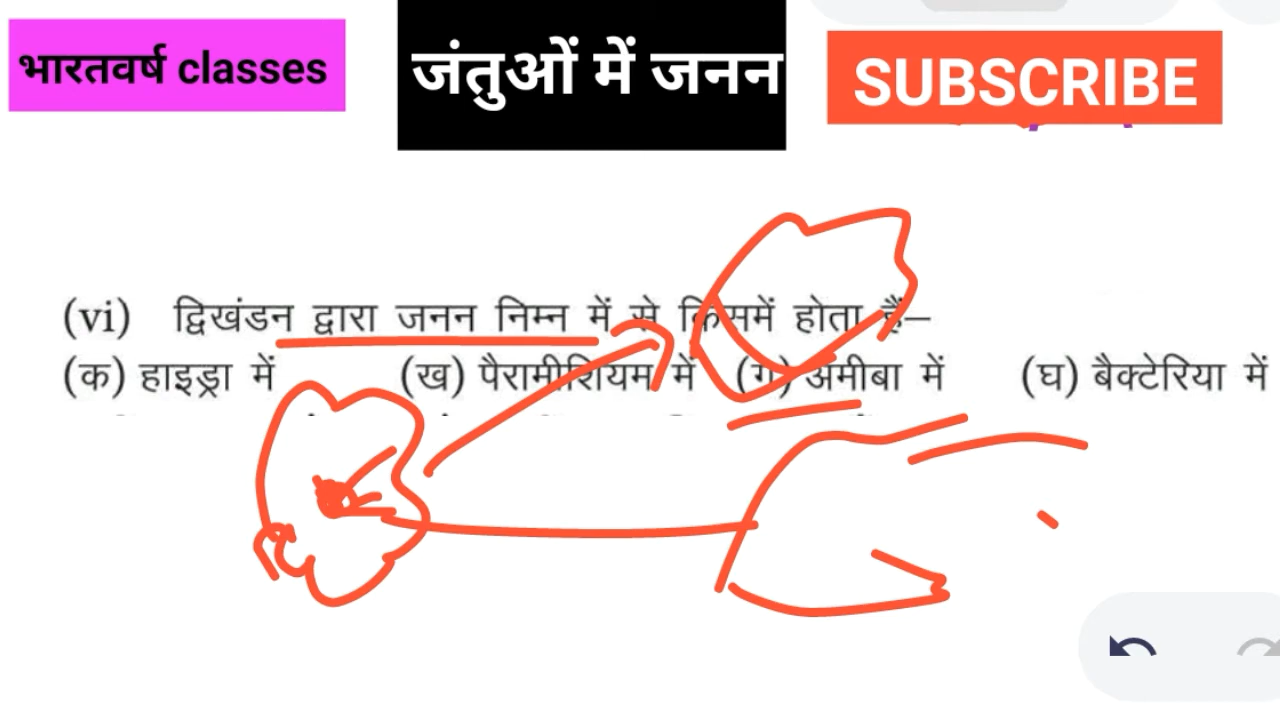 भारतवर्ष classes
जंतुओं में जनन
SUBSCRIBE
(vi) द्विखंडन द्वारा जनन निम्न में से किसमें होता हैं–
(क) हाइड्रा में (ख) पैरामीशियम में (ग) अमीबा में (घ) बैक्टेरिया में